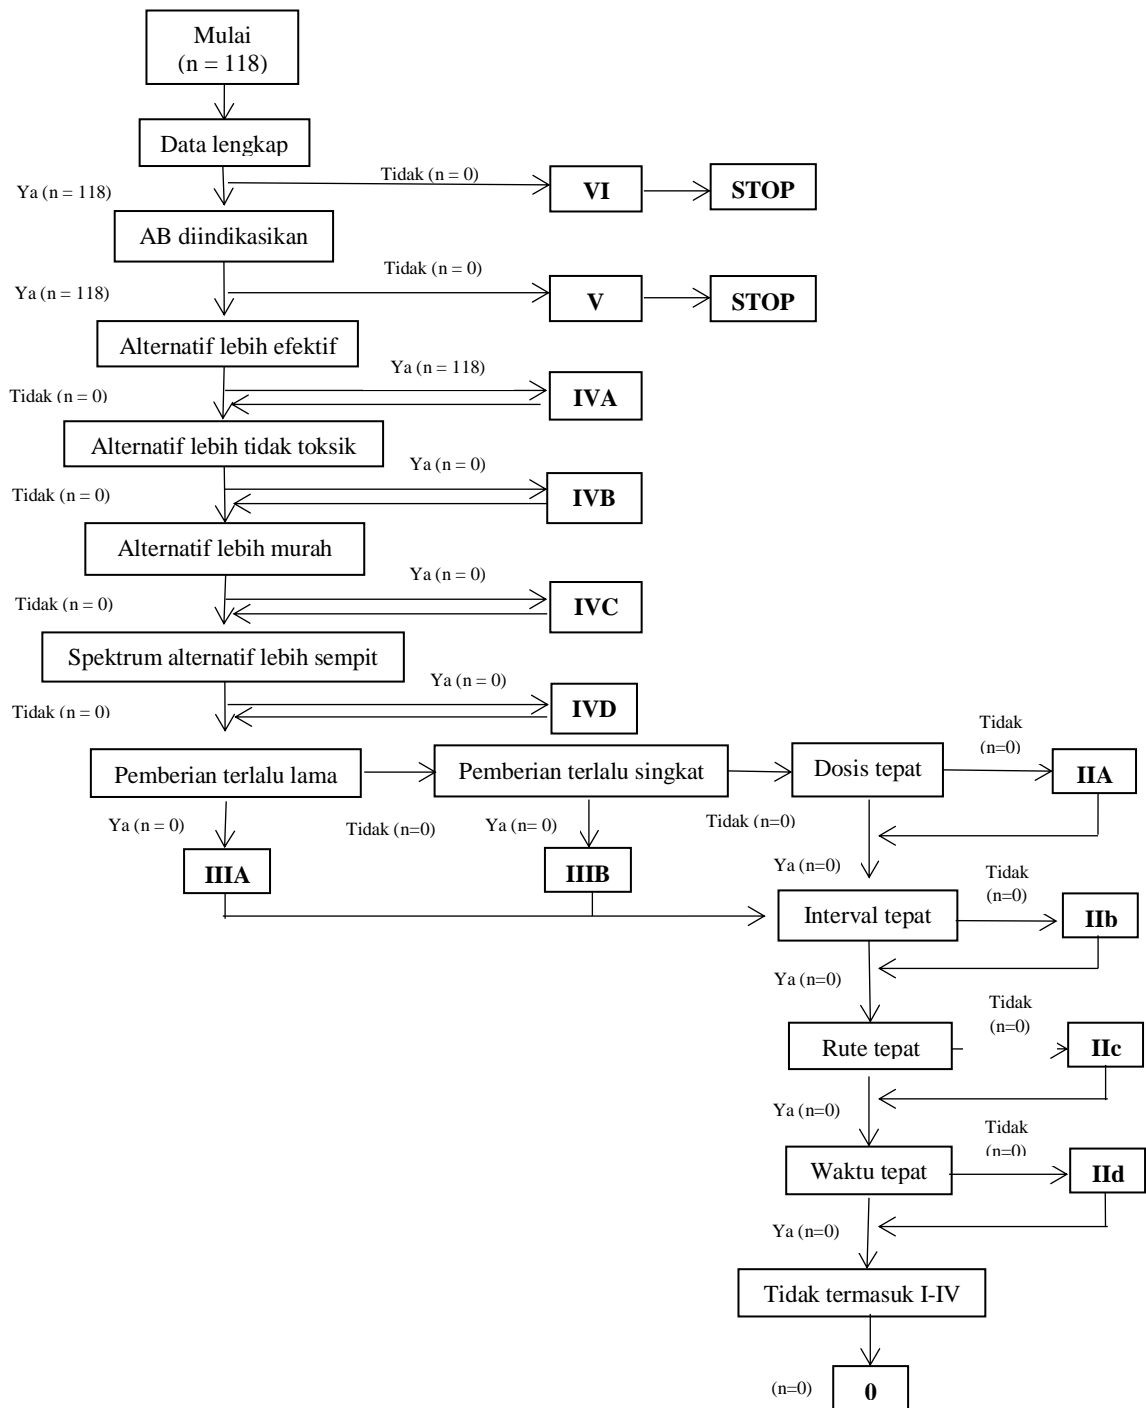 Mulai
(n = 118)
Data lengkap
Tidak (n = 0)
Ya (n = 118)
VI
STOP
AB diindikasikan
Tidak (n = 0)
Ya (n = 118)
V
STOP
Alternatif lebih efektif
Ya (n = 118)
Tidak (n = 0)
IVA
Alternatif lebih tidak toksik
Ya (n = 0)
Tidak (n = 0)
IVB
Alternatif lebih murah
Ya (n = 0)
Tidak (n = 0)
IVC
Spektrum alternatif lebih sempit
Ya (n = 0)
Tidak (n = 0)
IVD
Pemberian terlalu lama
Pemberian terlalu singkat
Dosis tepat
Tidak
(n=0)
IIA
Ya (n = 0)
Tidak (n=0)
Ya (n= 0)
Tidak (n=0)
IIIA
IIIB
Ya (n=0)
Interval tepat
Tidak
(n=0)
IIb
Ya (n=0)
Rute tepat
Tidak
(n=0)
IIc
Ya (n=0)
Waktu tepat
Tidak
(n=0)
IId
Ya (n=0)
Tidak termasuk I-IV
(n=0)
0